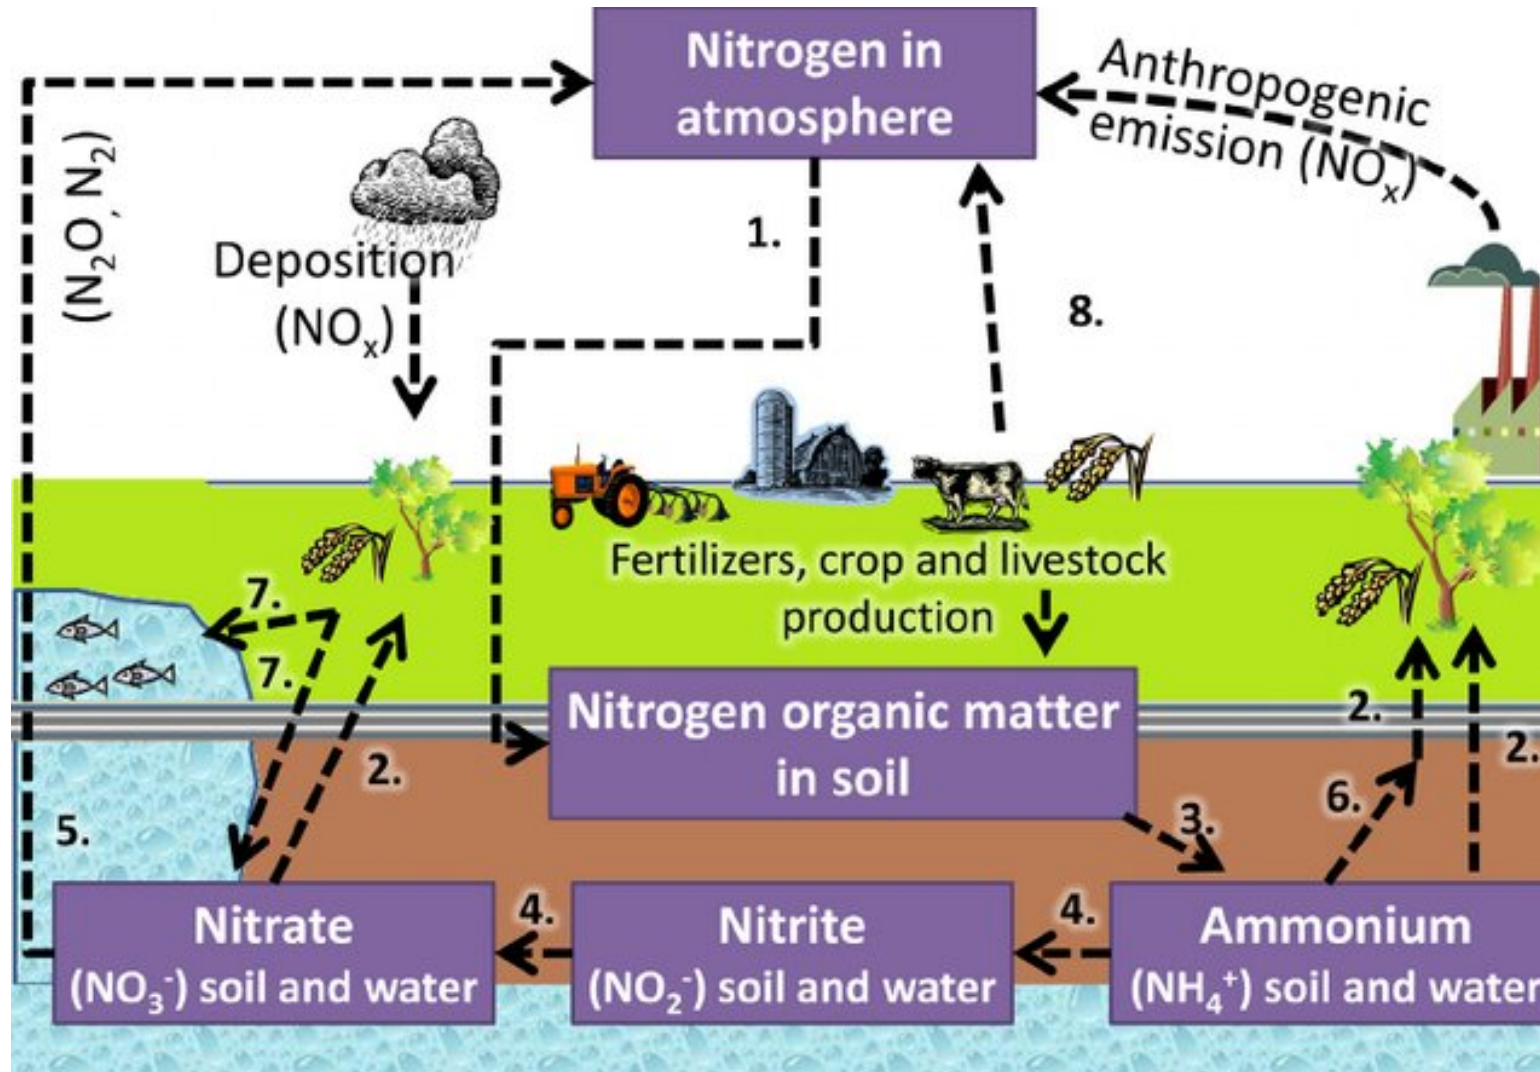 Nitrogen in
atmosphere
Anthropogenic
emission (NOₓ)
(N₂O, N₂)
Deposition
(NOₓ)
1.
8.
Fertilizers, crop and livestock
production
7.
7.
2.
Nitrogen organic matter
in soil
2.
2.
3.
6.
5.
4.
4.
Nitrate
(NO₃⁻) soil and water
Nitrite
(NO₂⁻) soil and water
Ammonium
(NH₄⁺) soil and water